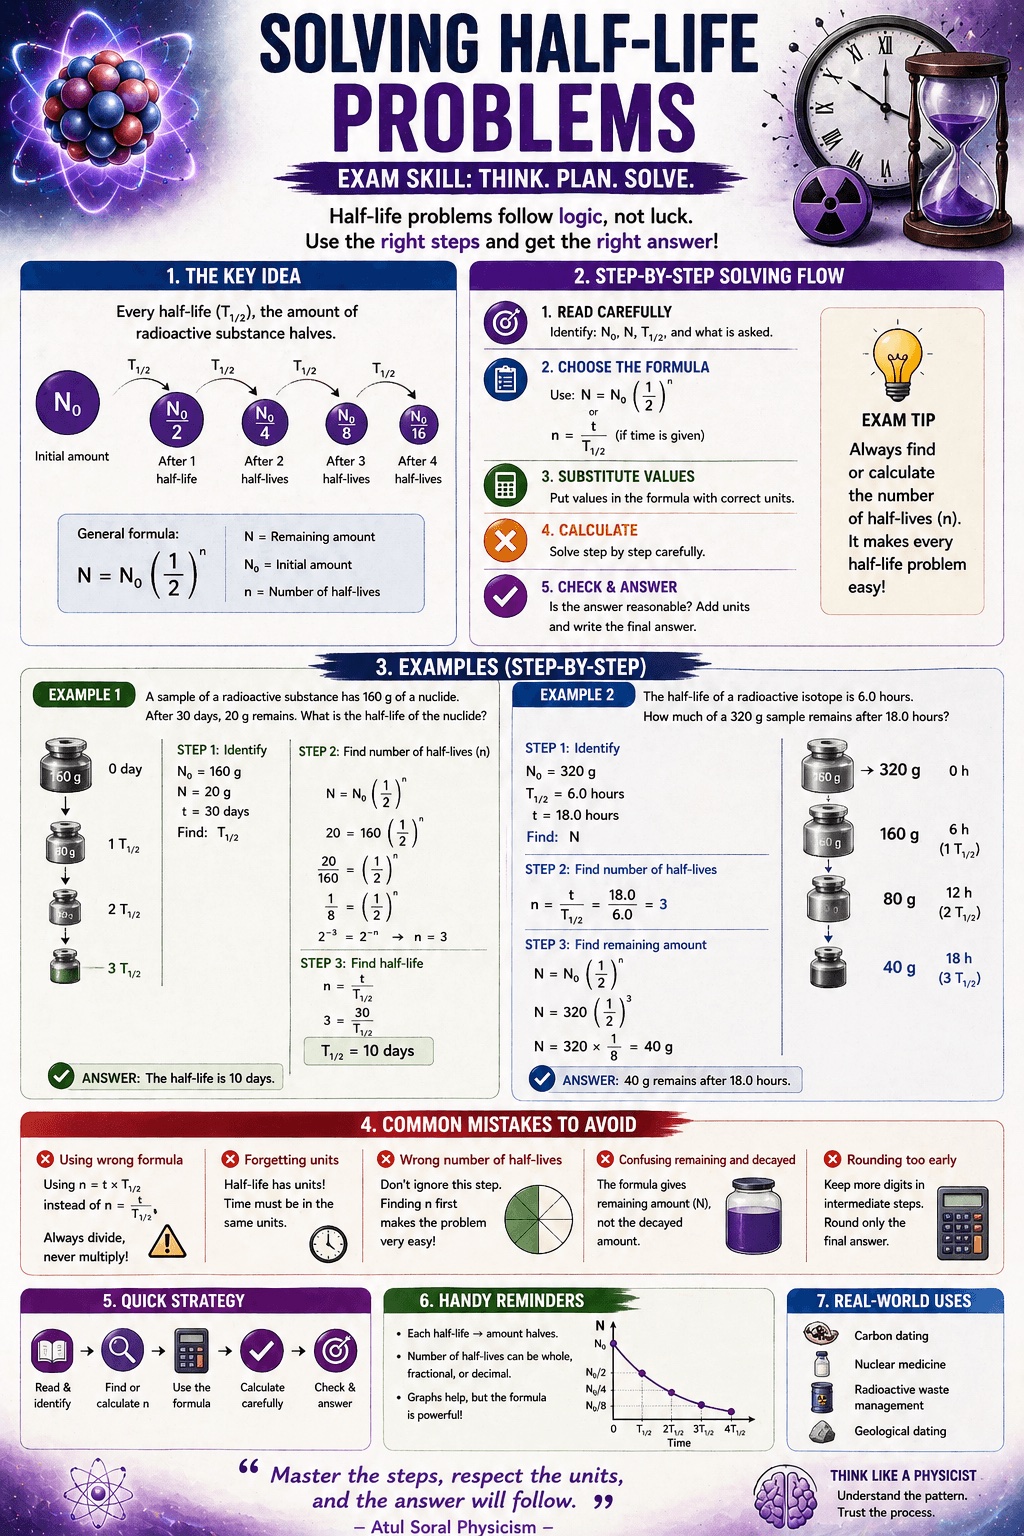 SOLVING HALF-LIFE
PROBLEMS
EXAM SKILL: THINK. PLAN. SOLVE.
Half-life problems follow logic, not luck.
Use the right steps and get the right answer!
1. THE KEY IDEA
Every half-life (T₁/₂), the amount of
radioactive substance halves.
T₁/₂ T₁/₂ T₁/₂ T₁/₂
N₀ N₀/2 N₀/4 N₀/8 N₀/16
Initial amount
After 1 half-life
After 2 half-lives
After 3 half-lives
After 4 half-lives
General formula:
N = N₀ (1/2)ⁿ
N = Remaining amount
N₀ = Initial amount
n = Number of half-lives
2. STEP-BY-STEP SOLVING FLOW
1. READ CAREFULLY
Identify: N₀, N, T₁/₂, and what is asked.
2. CHOOSE THE FORMULA
Use: N = N₀ (1/2)ⁿ
or
n = t/T₁/₂ (if time is given)
3. SUBSTITUTE VALUES
Put values in the formula with correct units.
4. CALCULATE
Solve step by step carefully.
5. CHECK & ANSWER
Is the answer reasonable? Add units
and write the final answer.
EXAM TIP
Always find
or calculate
the number
of half-lives (n).
It makes every
half-life problem
easy!
3. EXAMPLES (STEP-BY-STEP)
EXAMPLE 1
A sample of a radioactive substance has 160 g of a nuclide.
After 30 days, 20 g remains. What is the half-life of the nuclide?
160 g 0 day
80 g 1 T₁/₂
2 T₁/₂
3 T₁/₂
STEP 1: Identify
N₀ = 160 g
N = 20 g
t = 30 days
Find: T₁/₂
STEP 2: Find number of half-lives (n)
N = N₀ (1/2)ⁿ
20 = 160 (1/2)ⁿ
20/160 = (1/2)ⁿ
1/8 = (1/2)ⁿ
2⁻³ = 2⁻ⁿ → n = 3
STEP 3: Find half-life
n = t/T₁/₂
3 = 30/T₁/₂
T₁/₂ = 10 days
ANSWER: The half-life is 10 days.
EXAMPLE 2
The half-life of a radioactive isotope is 6.0 hours.
How much of a 320 g sample remains after 18.0 hours?
STEP 1: Identify
N₀ = 320 g
T₁/₂ = 6.0 hours
t = 18.0 hours
Find: N
STEP 2: Find number of half-lives
n = t/T₁/₂ = 18.0/6.0 = 3
STEP 3: Find remaining amount
N = N₀ (1/2)ⁿ
N = 320 (1/2)³
N = 320 × 1/8 = 40 g
ANSWER: 40 g remains after 18.0 hours.
→ 320 g 0 h
160 g 6 h
(1 T₁/₂)
80 g 12 h
(2 T₁/₂)
40 g 18 h
(3 T₁/₂)
4. COMMON MISTAKES TO AVOID
Using wrong formula
Using n = t × T₁/₂
instead of n = t/T₁/₂.
Always divide,
never multiply!
Forgetting units
Half-life has units!
Time must be in the
same units.
Wrong number of half-lives
Don't ignore this step.
Finding n first
makes the problem
very easy!
Confusing remaining and decayed
The formula gives
remaining amount (N),
not the decayed
amount.
Rounding too early
Keep more digits in
intermediate steps.
Round only the
final answer.
5. QUICK STRATEGY
Read &
identify
Find or
calculate n
Use the
formula
Calculate
carefully
Check &
answer
6. HANDY REMINDERS
• Each half-life → amount halves.
• Number of half-lives can be whole,
fractional, or decimal.
• Graphs help, but the formula
is powerful!
N
N₀
N₀/2
N₀/4
N₀/8
0 T₁/₂ 2T₁/₂ 3T₁/₂ 4T₁/₂
Time
7. REAL-WORLD USES
Carbon dating
Nuclear medicine
Radioactive waste
management
Geological dating
“ Master the steps, respect the units,
and the answer will follow. ”
– Atul Soral Physicism –
THINK LIKE A PHYSICIST
Understand the pattern.
Trust the process.